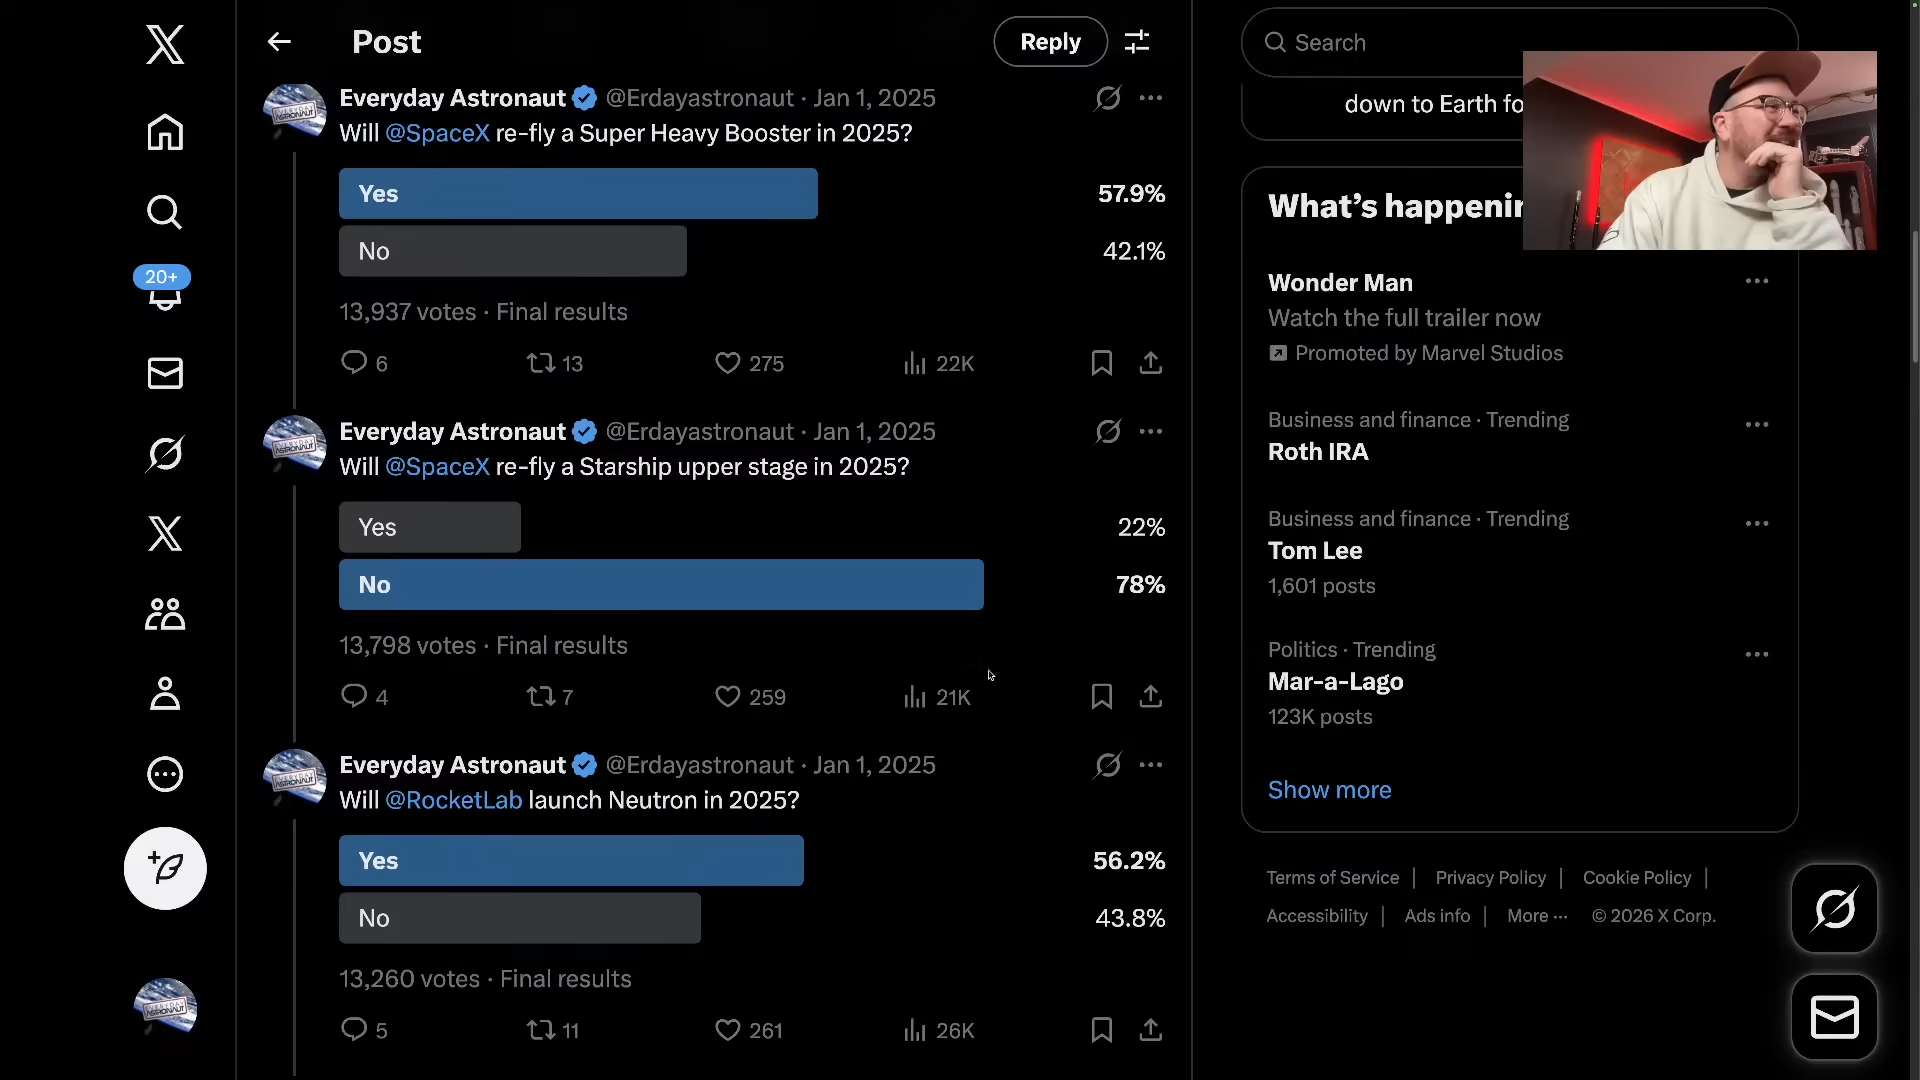 Post
Reply
Everyday Astronaut @Erdayastronaut · Jan 1, 2025
Will @SpaceX re-fly a Super Heavy Booster in 2025?
Yes 57.9%
No 42.1%
13,937 votes · Final results
6 13 275 22K
Everyday Astronaut @Erdayastronaut · Jan 1, 2025
Will @SpaceX re-fly a Starship upper stage in 2025?
Yes 22%
No 78%
13,798 votes · Final results
4 7 259 21K
Everyday Astronaut @Erdayastronaut · Jan 1, 2025
Will @RocketLab launch Neutron in 2025?
Yes 56.2%
No 43.8%
13,260 votes · Final results
5 11 261 26K
20+
Search
down to Earth fo
What's happenin
Wonder Man
Watch the full trailer now
Promoted by Marvel Studios
Business and finance · Trending
Roth IRA
Business and finance · Trending
Tom Lee
1,601 posts
Politics · Trending
Mar-a-Lago
123K posts
Show more
Terms of Service | Privacy Policy | Cookie Policy |
Accessibility | Ads info | More ··· © 2026 X Corp.